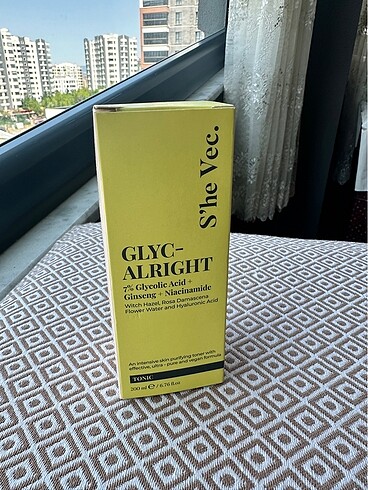 S'he Vec.
GLYC-
ALRIGHT
7% Glycolic Acid +
Ginseng + Niacinamide
Witch Hazel, Rosa Damascena
Flower Water and Hyaluronic Acid
An intensive skin purifying toner with
effective, ultra - pure and vegan formula
TONIC
200 ml ℮ / 6.76 fl.oz